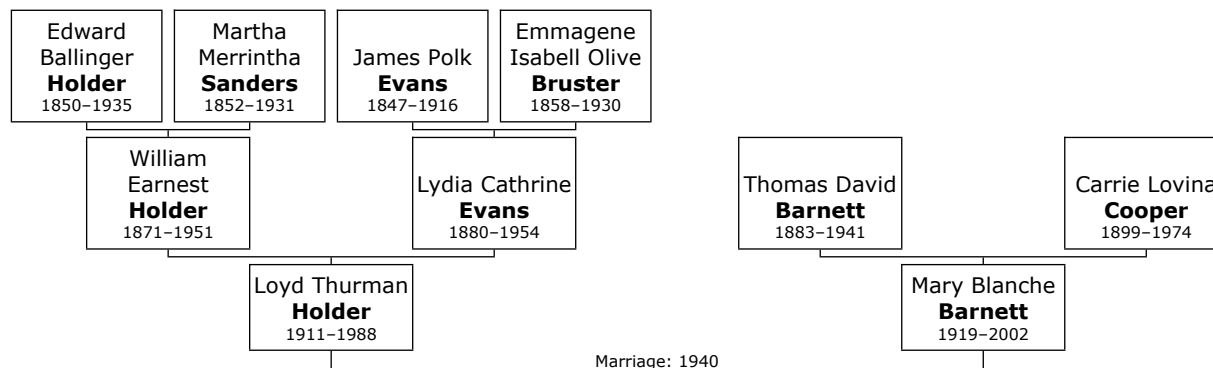 Edward
Ballinger
Holder
1850–1935
Martha
Merrintha
Sanders
1852–1931
James Polk
Evans
1847–1916
Emmagene
Isabell Olive
Bruster
1858–1930
William
Earnest
Holder
1871–1951
Lydia Cathrine
Evans
1880–1954
Thomas David
Barnett
1883–1941
Carrie Lovina
Cooper
1899–1974
Loyd Thurman
Holder
1911–1988
Mary Blanche
Barnett
1919–2002
Marriage: 1940